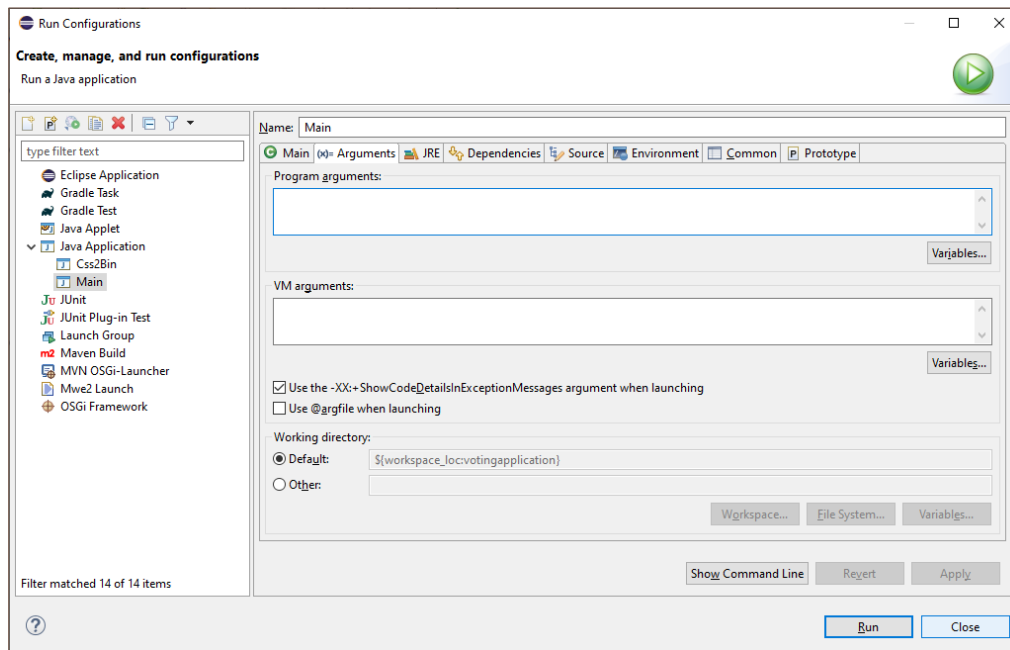 Run Configurations
Create, manage, and run configurations
Run a Java application
type filter text
Eclipse Application
Gradle Task
Gradle Test
Java Applet
Java Application
Css2Bin
Main
JUnit
JUnit Plug-in Test
Launch Group
Maven Build
MVN OSGi-Launcher
Mwe2 Launch
OSGi Framework
Filter matched 14 of 14 items
Name: Main
Main (x)= Arguments JRE Dependencies Source Environment Common Prototype
Program arguments:
Variables...
VM arguments:
Variables...
Use the -XX:+ShowCodeDetailsInExceptionMessages argument when launching
Use @argfile when launching
Working directory:
Default: ${workspace_loc:votingapplication}
Other:
Workspace... File System... Variables...
Show Command Line Revert Apply
Run Close